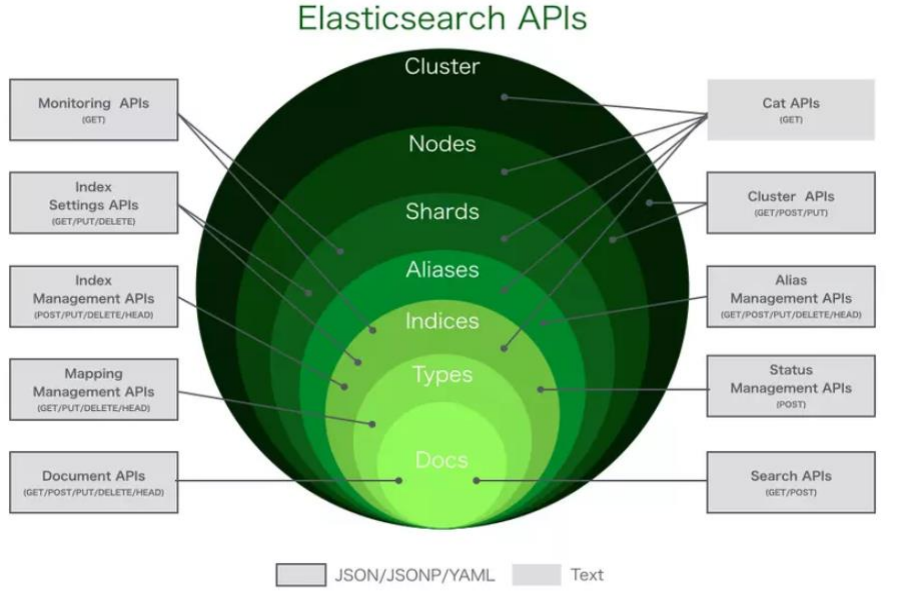 Elasticsearch APIs
Cluster
Nodes
Shards
Aliases
Indices
Types
Docs
Monitoring APIs
(GET)
Index
Settings APIs
(GET/PUT/DELETE)
Index
Management APIs
(POST/PUT/DELETE/HEAD)
Mapping
Management APIs
(GET/PUT/DELETE/HEAD)
Document APIs
(GET/POST/PUT/DELETE/HEAD)
Cat APIs
(GET)
Cluster APIs
(GET/POST/PUT)
Alias
Management APIs
(GET/POST/PUT/DELETE/HEAD)
Status
Management APIs
(POST)
Search APIs
(GET/POST)
JSON/JSONP/YAML
Text